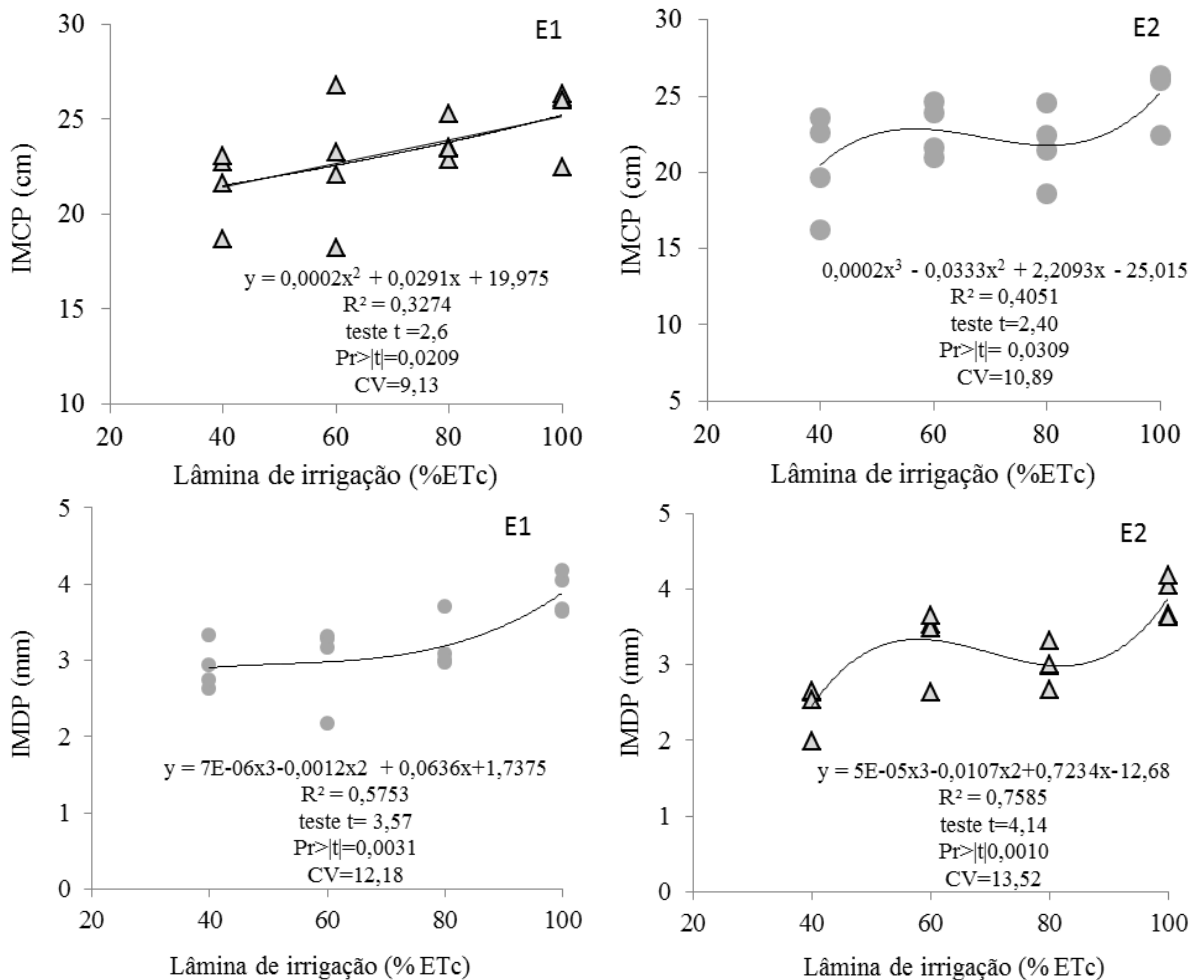 E1
IMCP (cm)
30
25
20
15
10
y = 0,0002x² + 0,0291x + 19,975
R² = 0,3274
teste t =2,6
Pr>|t|=0,0209
CV=9,13
20 40 60 80 100
Lâmina de irrigação (%ETc)
E2
IMCP (cm)
30
25
20
15
10
5
0,0002x³ - 0,0333x² + 2,2093x - 25,015
R² = 0,4051
teste t=2,40
Pr>|t|= 0,0309
CV=10,89
20 40 60 80 100
Lâmina de irrigação (%ETc)
E1
IMDP (mm)
5
4
3
2
1
0
y = 7E-06x3-0,0012x2 + 0,0636x+1,7375
R² = 0,5753
teste t= 3,57
Pr>|t|=0,0031
CV=12,18
20 40 60 80 100
Lâmina de irrigação (% ETc)
E2
IMDP (mm)
5
4
3
2
1
0
y = 5E-05x3-0,0107x2+0,7234x-12,68
R² = 0,7585
teste t=4,14
Pr>|t|0,0010
CV=13,52
20 40 60 80 100
Lâmina de irrigação (% ETc)